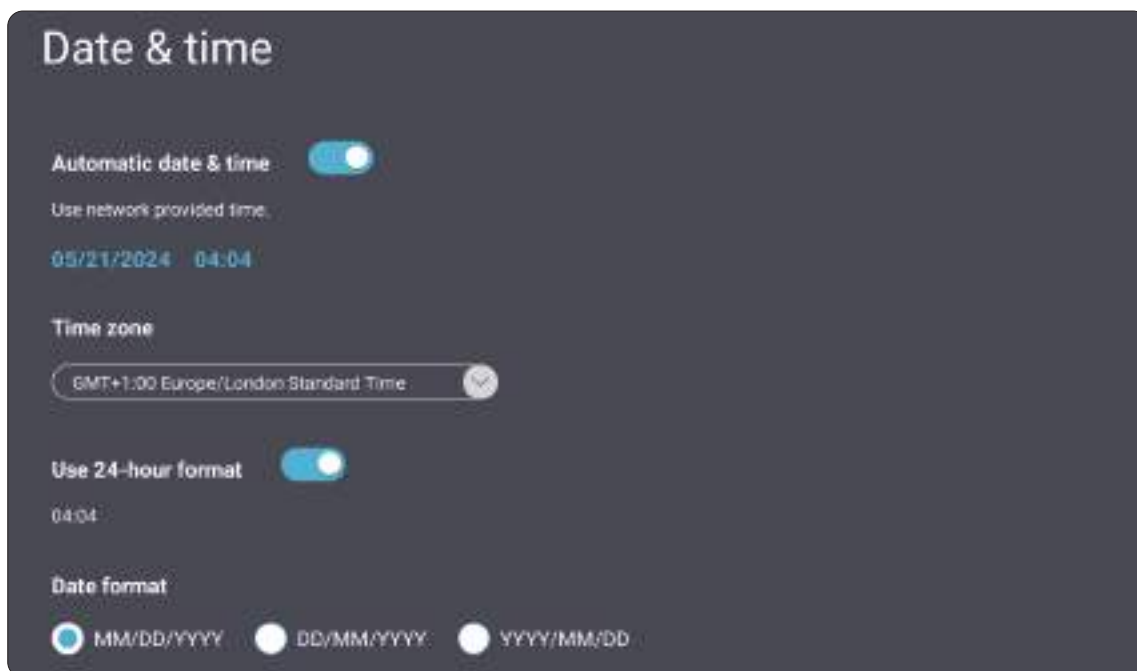 Date & time
Automatic date & time
Use network provided time.
05/21/2024 04:04
Time zone
GMT+1:00 Europe/London Standard Time
Use 24-hour format
04:04
Date format
MM/DD/YYYY DD/MM/YYYY YYYY/MM/DD